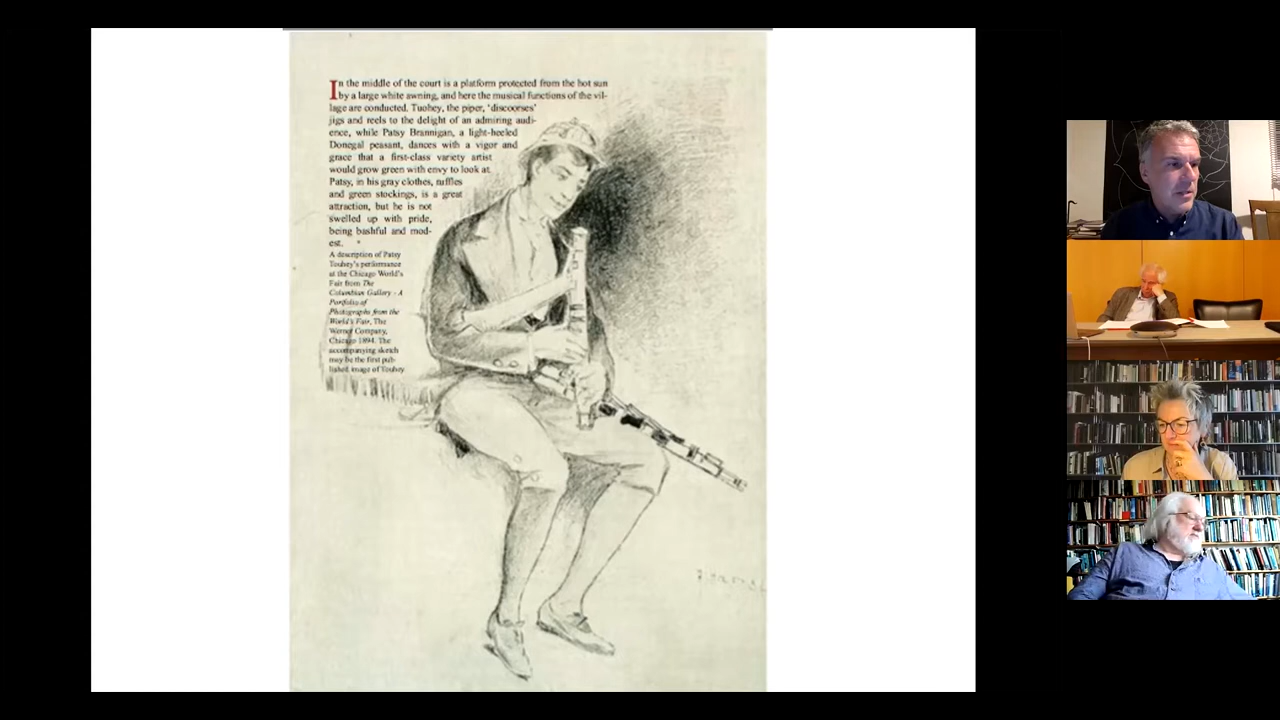 In the middle of the court is a platform protected from the hot sun
by a large white awning, and here the musical functions of the vil-
lage are conducted. Tuohey, the piper, 'discourses'
jigs and reels to the delight of an admiring audi-
ence, while Patsy Brannigan, a light-heeled
Donegal peasant, dances with a vigor and
grace that a first-class variety artist
would grow green with envy to look at.
Patsy, in his gray clothes, ruffles
and green stockings, is a great
attraction, but he is not
swelled up with pride,
being bashful and mod-
est.
A description of Patsy
Touhey's performance
at the Chicago World's
Fair from The
Columbian Gallery - A
Portfolio of
Photographs from the
World's Fair, The
Werner Company,
Chicago 1894. The
accompanying sketch
may be the first pub-
lished image of Touhey